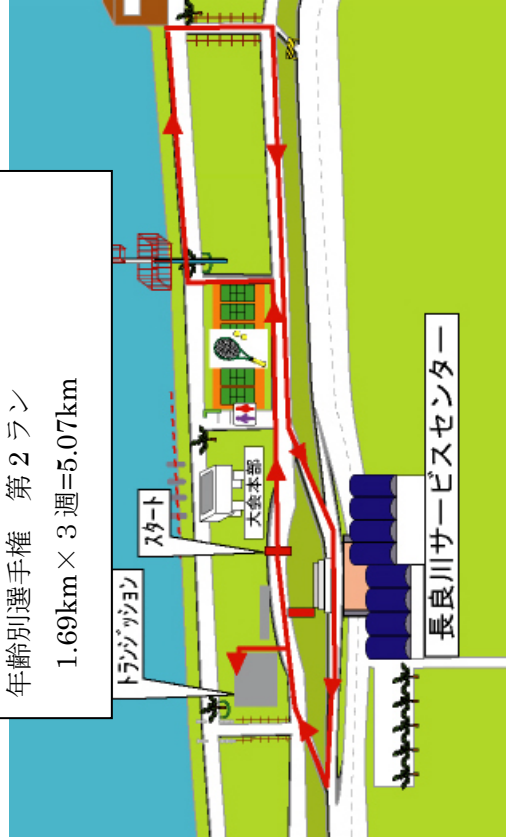 年齢別選手権 第2ラン
1.69km×3週=5.07km
トランジッション
スタート
大会本部
長良川サービスセンター